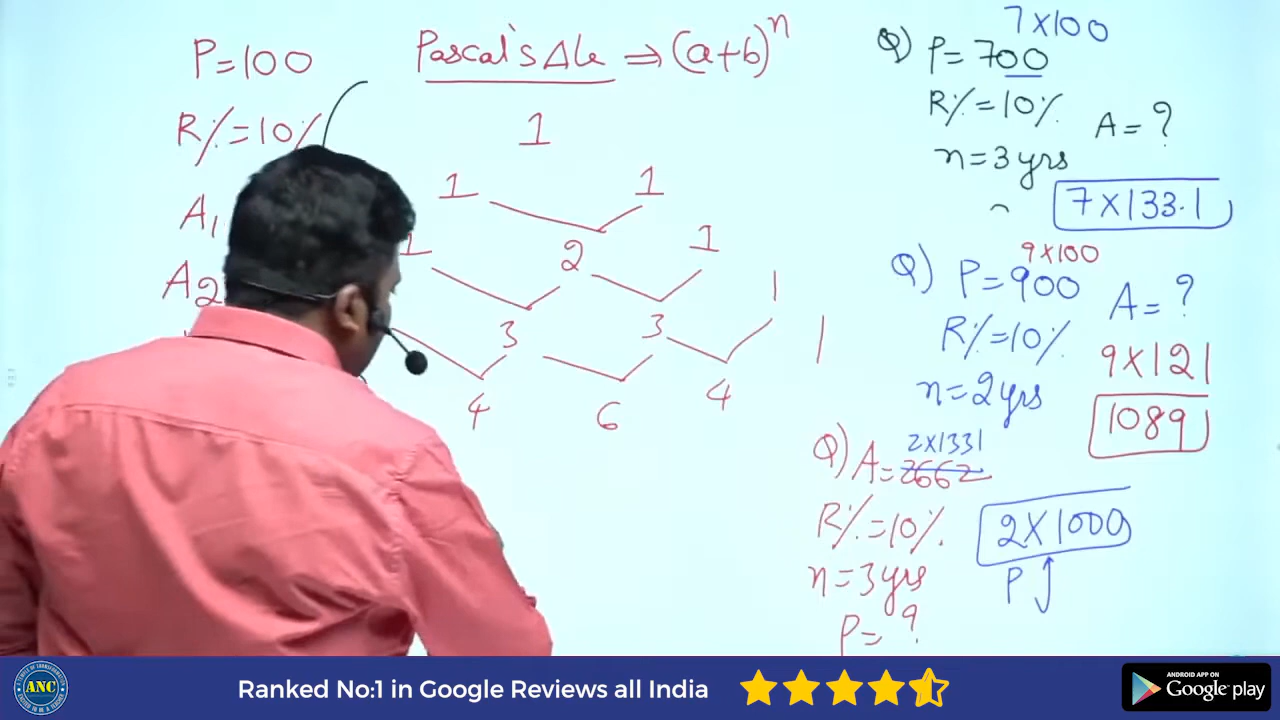 P=100
Pascal's Δle ⇒ (a+b)^n
R%=10%
1
A1
1 1
A2
1 2 1
3 3 1
4 6 4 1
Q) P=700
7×100
R%=10%
A=?
n=3yrs
7×133.1
Q) P=900
9×100
A=?
R%=10%
9×121
n=2yrs
1089
Q) A=2662
2×1331
R%=10%
2×1000
n=3yrs
P
P=?
ANC
Ranked No:1 in Google Reviews all India
ANDROID APP ON
Google play